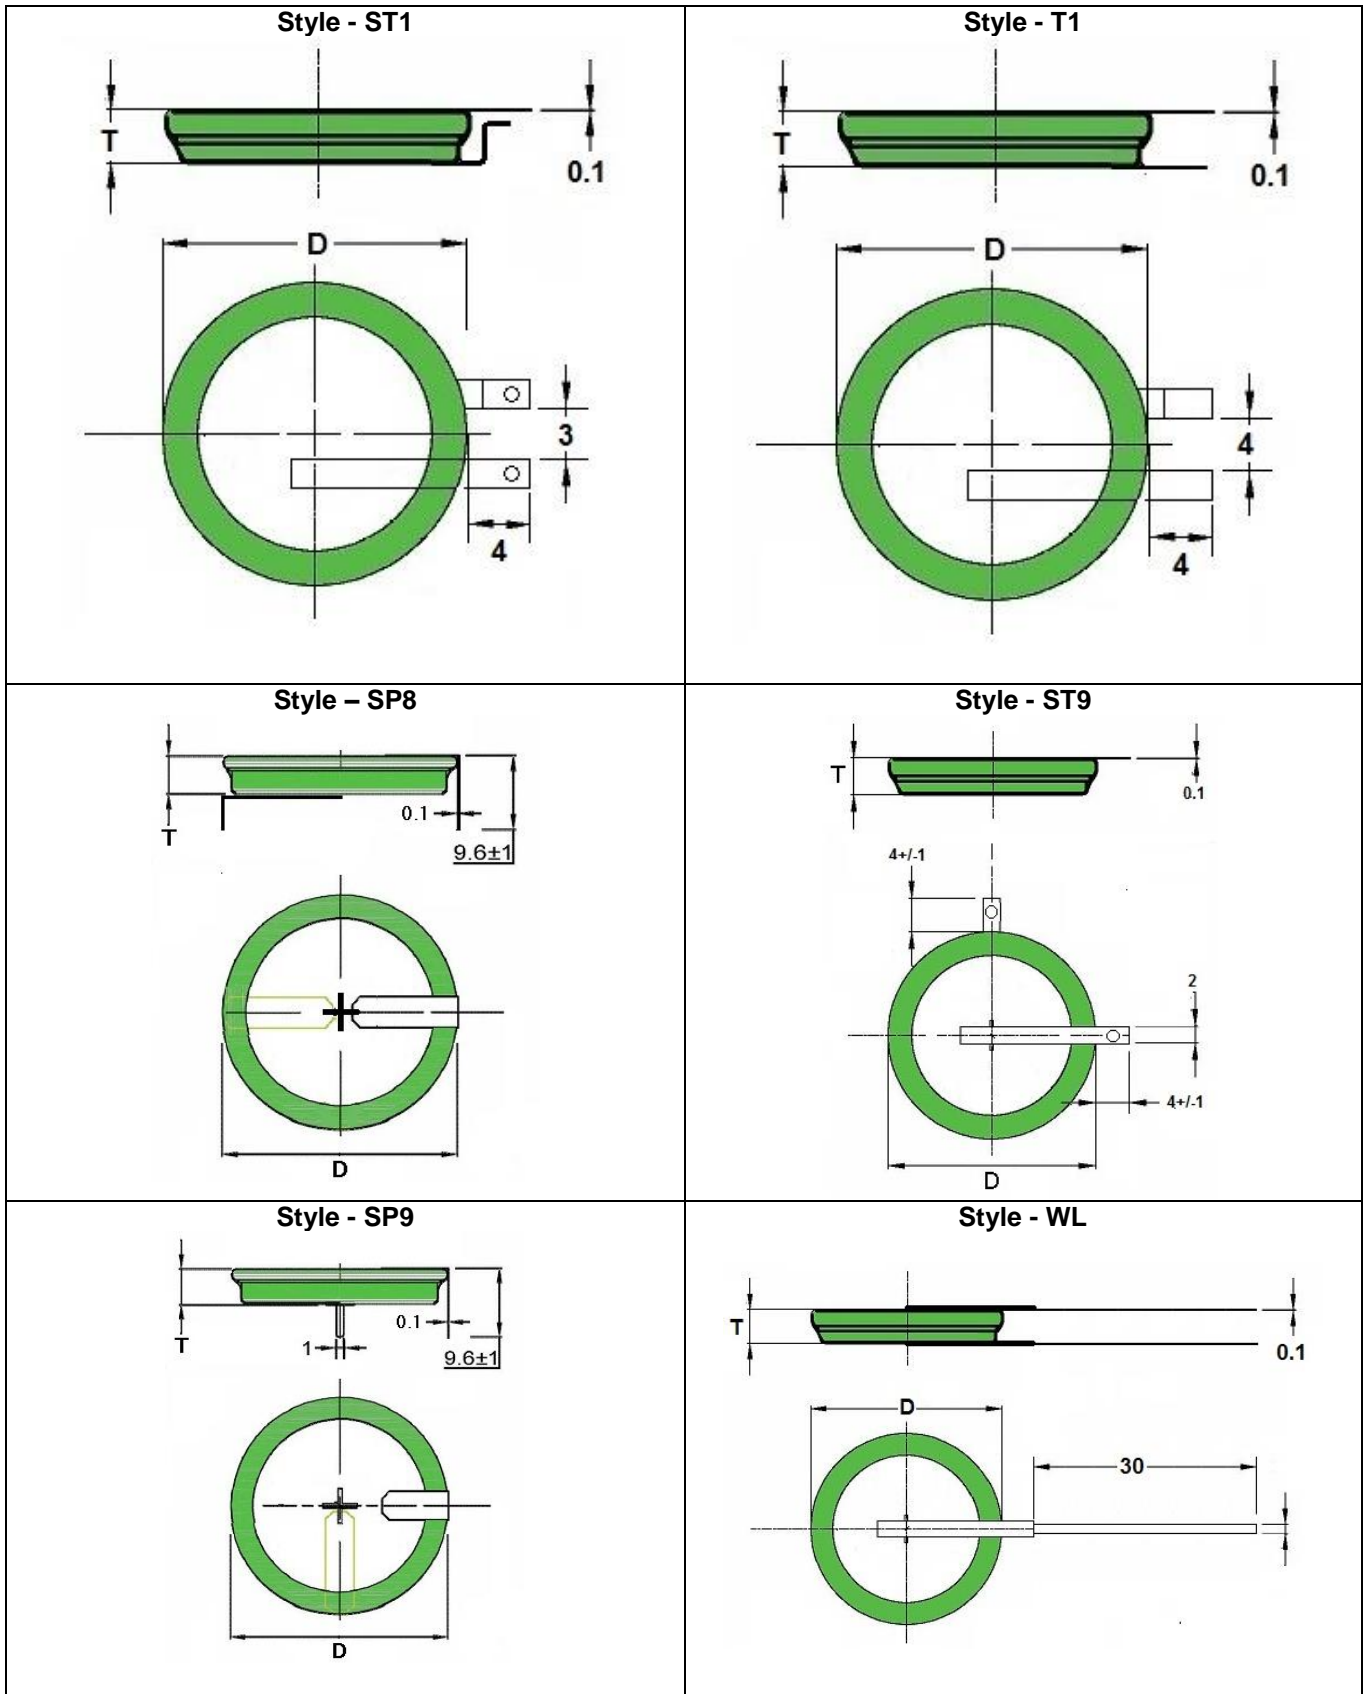 Style - ST1
T
0.1
D
3
4
Style - T1
T
0.1
D
4
4
Style – SP8
T
0.1
9.6±1
D
Style - ST9
T
0.1
4+/-1
2
4+/-1
D
Style - SP9
T
1
0.1
9.6±1
D
Style - WL
T
0.1
D
30